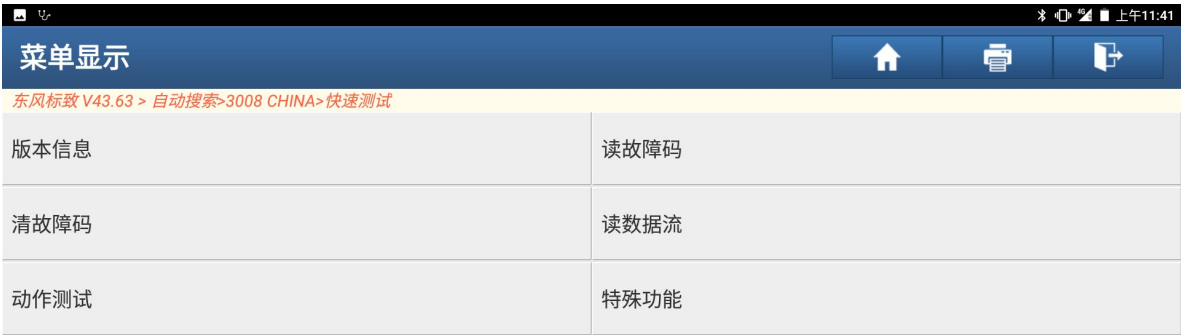 4G 上午11:41
菜单显示
东风标致 V43.63 > 自动搜索>3008 CHINA>快速测试
版本信息 读故障码
清故障码 读数据流
动作测试 特殊功能